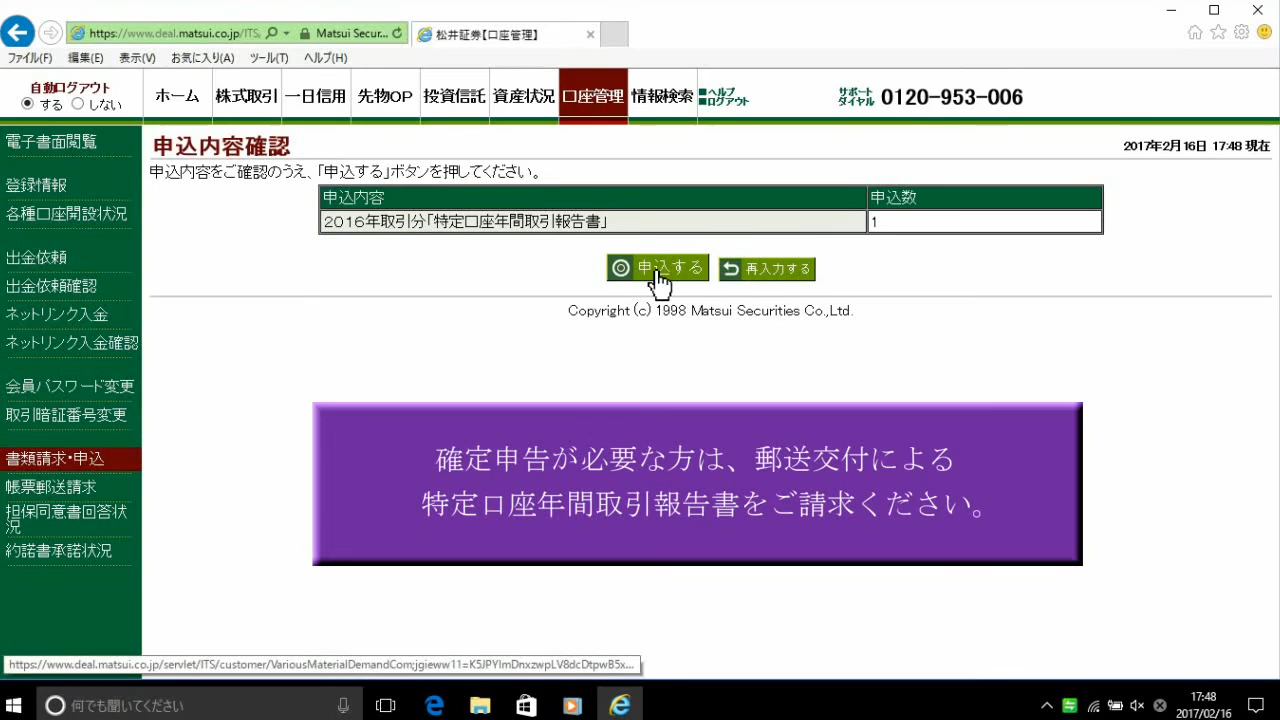 https://www.deal.matsui.co.jp/ITS,
Matsui Secur...
松井証券【口座管理】
ファイル(F) 編集(E) 表示(V) お気に入り(A) ツール(T) ヘルプ(H)
自動ログアウト
する しない
ホーム 株式取引 一日信用 先物OP 投資信託 資産状況 口座管理 情報検索
■ヘルプ
■ログアウト
サポート
ダイヤル 0120-953-006
電子書面閲覧
登録情報
各種口座開設状況
出金依頼
出金依頼確認
ネットリンク入金
ネットリンク入金確認
会員パスワード変更
取引暗証番号変更
書類請求・申込
帳票郵送請求
担保同意書回答状
況
約諾書承諾状況
申込内容確認
2017年2月16日 17:48 現在
申込内容をご確認のうえ、「申込する」ボタンを押してください。
申込内容 申込数
2016年取引分「特定口座年間取引報告書」 1
申込する 再入力する
Copyright (c) 1998 Matsui Securities Co.,Ltd.
確定申告が必要な方は、郵送交付による
特定口座年間取引報告書をご請求ください。
https://www.deal.matsui.co.jp/servlet/ITS/customer/VariousMaterialDemandCom;jgieww11=K5JPYImDnxzwpLV8dcDtpwB5x...
何でも聞いてください
17:48
2017/02/16